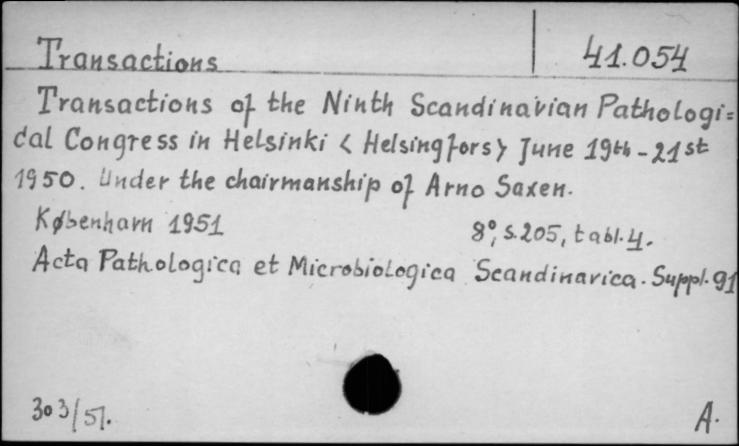 Transactions 41.054
Transactions of the Ninth Scandinavian Pathologi=
cal Congress in Helsinki < Helsingfors > June 19th - 21st
1950. Under the chairmanship of Arno Saxen.
København 1951 8°, s. 205, tabl. 4.
Acta Pathologica et Microbiologica Scandinavica. Suppl. 91
303/51. A.